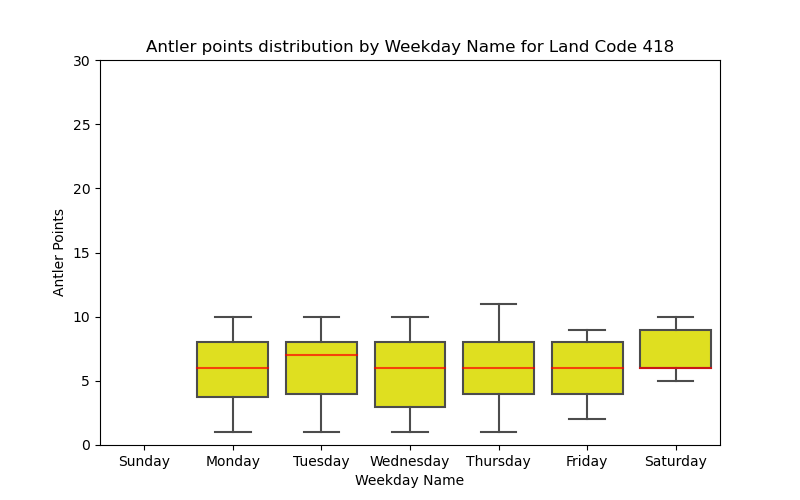 Antler points distribution by Weekday Name for Land Code 418
30
25
20
15
10
5
0
Antler Points
Sunday Monday Tuesday Wednesday Thursday Friday Saturday
Weekday Name